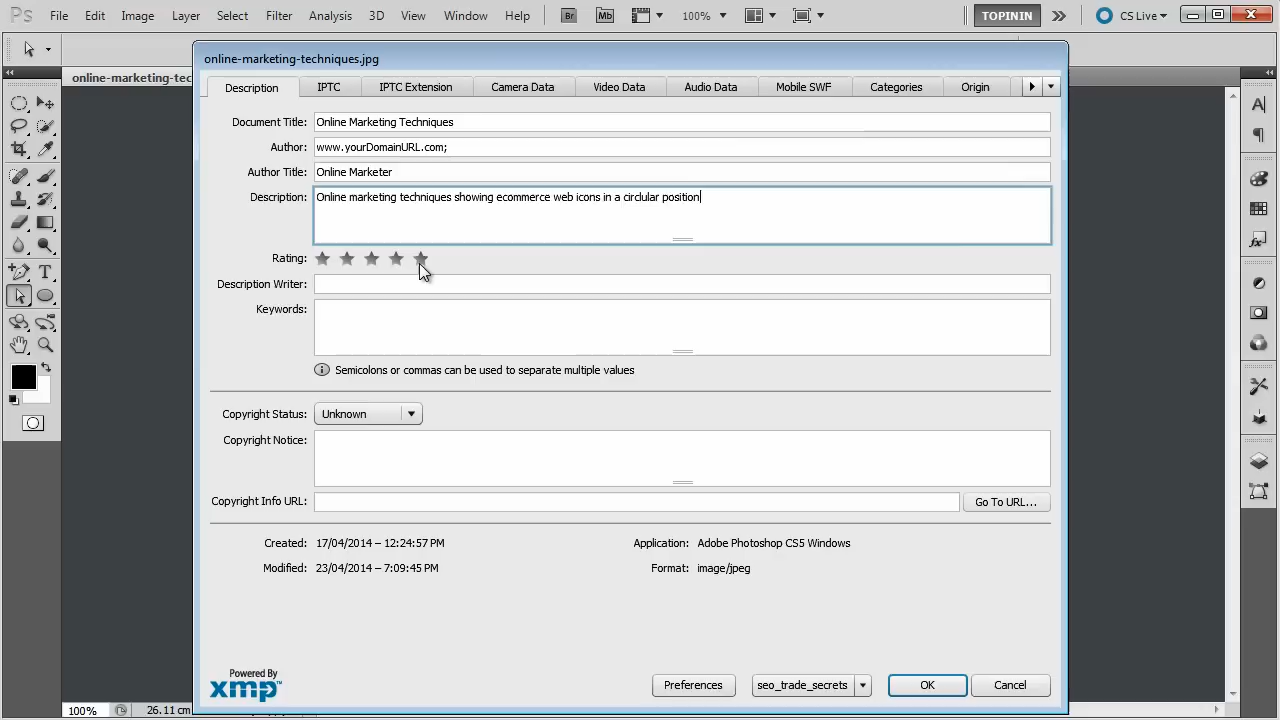 Ps File Edit Image Layer Select Filter Analysis 3D View Window Help Br Mb 100% TOPININ CS Live
online-marketing-techniques.jpg
online-marketing-tec
Description IPTC IPTC Extension Camera Data Video Data Audio Data Mobile SWF Categories Origin
Document Title: Online Marketing Techniques
Author: www.yourDomainURL.com;
Author Title: Online Marketer
Description: Online marketing techniques showing ecommerce web icons in a circlular position
Rating:
Description Writer:
Keywords:
Semicolons or commas can be used to separate multiple values
Copyright Status: Unknown
Copyright Notice:
Copyright Info URL: Go To URL...
Created: 17/04/2014 – 12:24:57 PM Application: Adobe Photoshop CS5 Windows
Modified: 23/04/2014 – 7:09:45 PM Format: image/jpeg
Powered By
xmp™ Preferences seo_trade_secrets OK Cancel
100% 26.11 cm